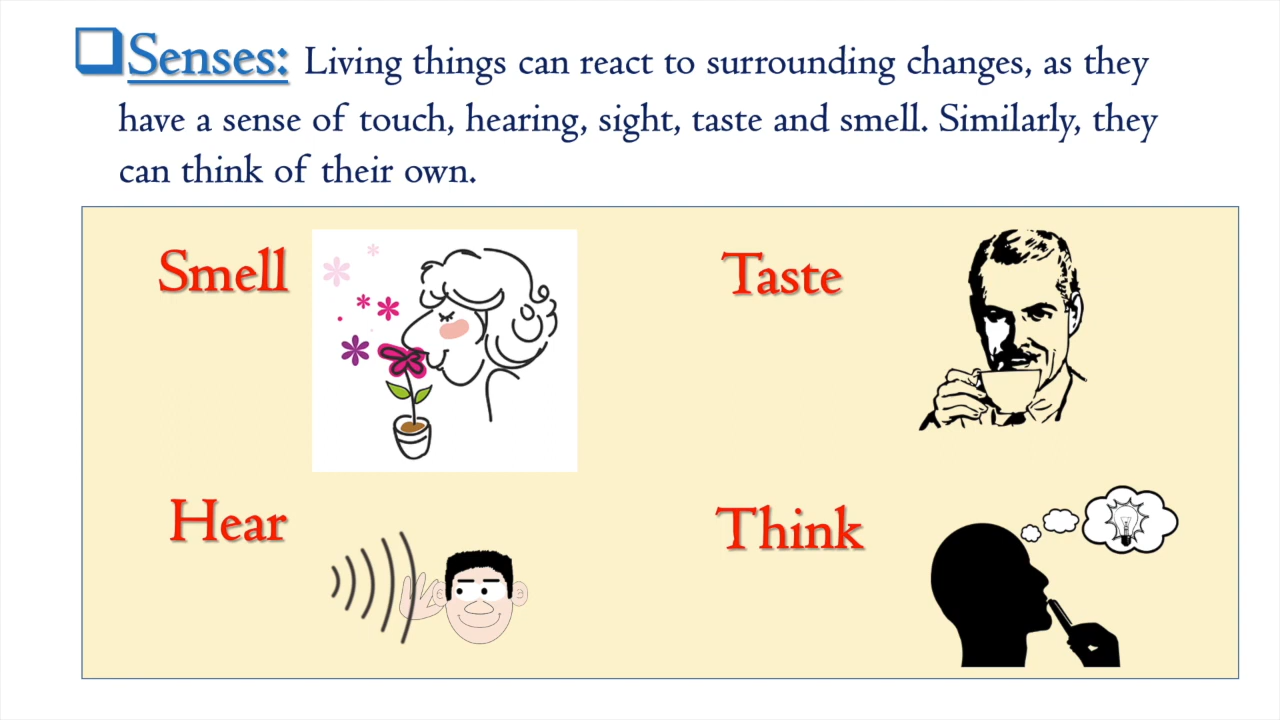 Senses: Living things can react to surrounding changes, as they
have a sense of touch, hearing, sight, taste and smell. Similarly, they
can think of their own.
Smell
Taste
Hear
Think